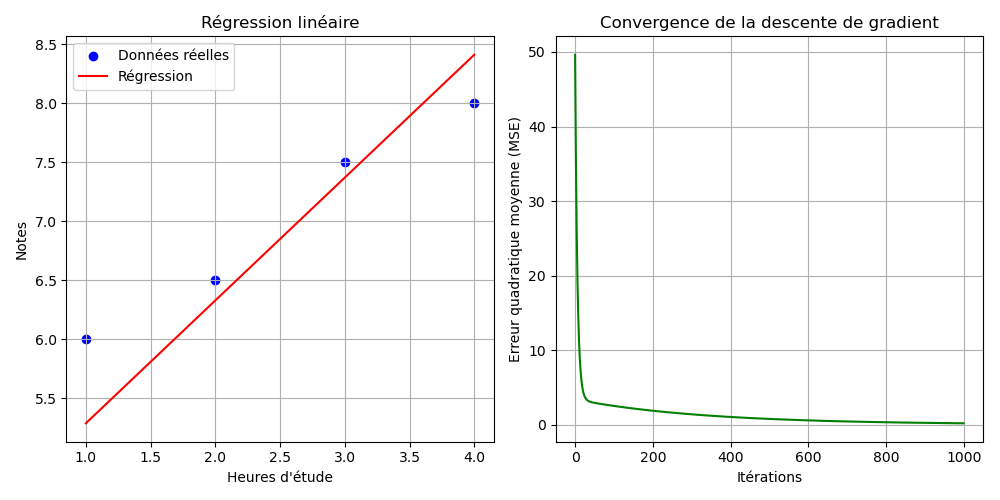 Régression linéaire
Données réelles
Régression
8.5
8.0
7.5
7.0
6.5
6.0
5.5
Notes
1.0 1.5 2.0 2.5 3.0 3.5 4.0
Heures d'étude
Convergence de la descente de gradient
50
40
30
20
10
0
Erreur quadratique moyenne (MSE)
0 200 400 600 800 1000
Itérations